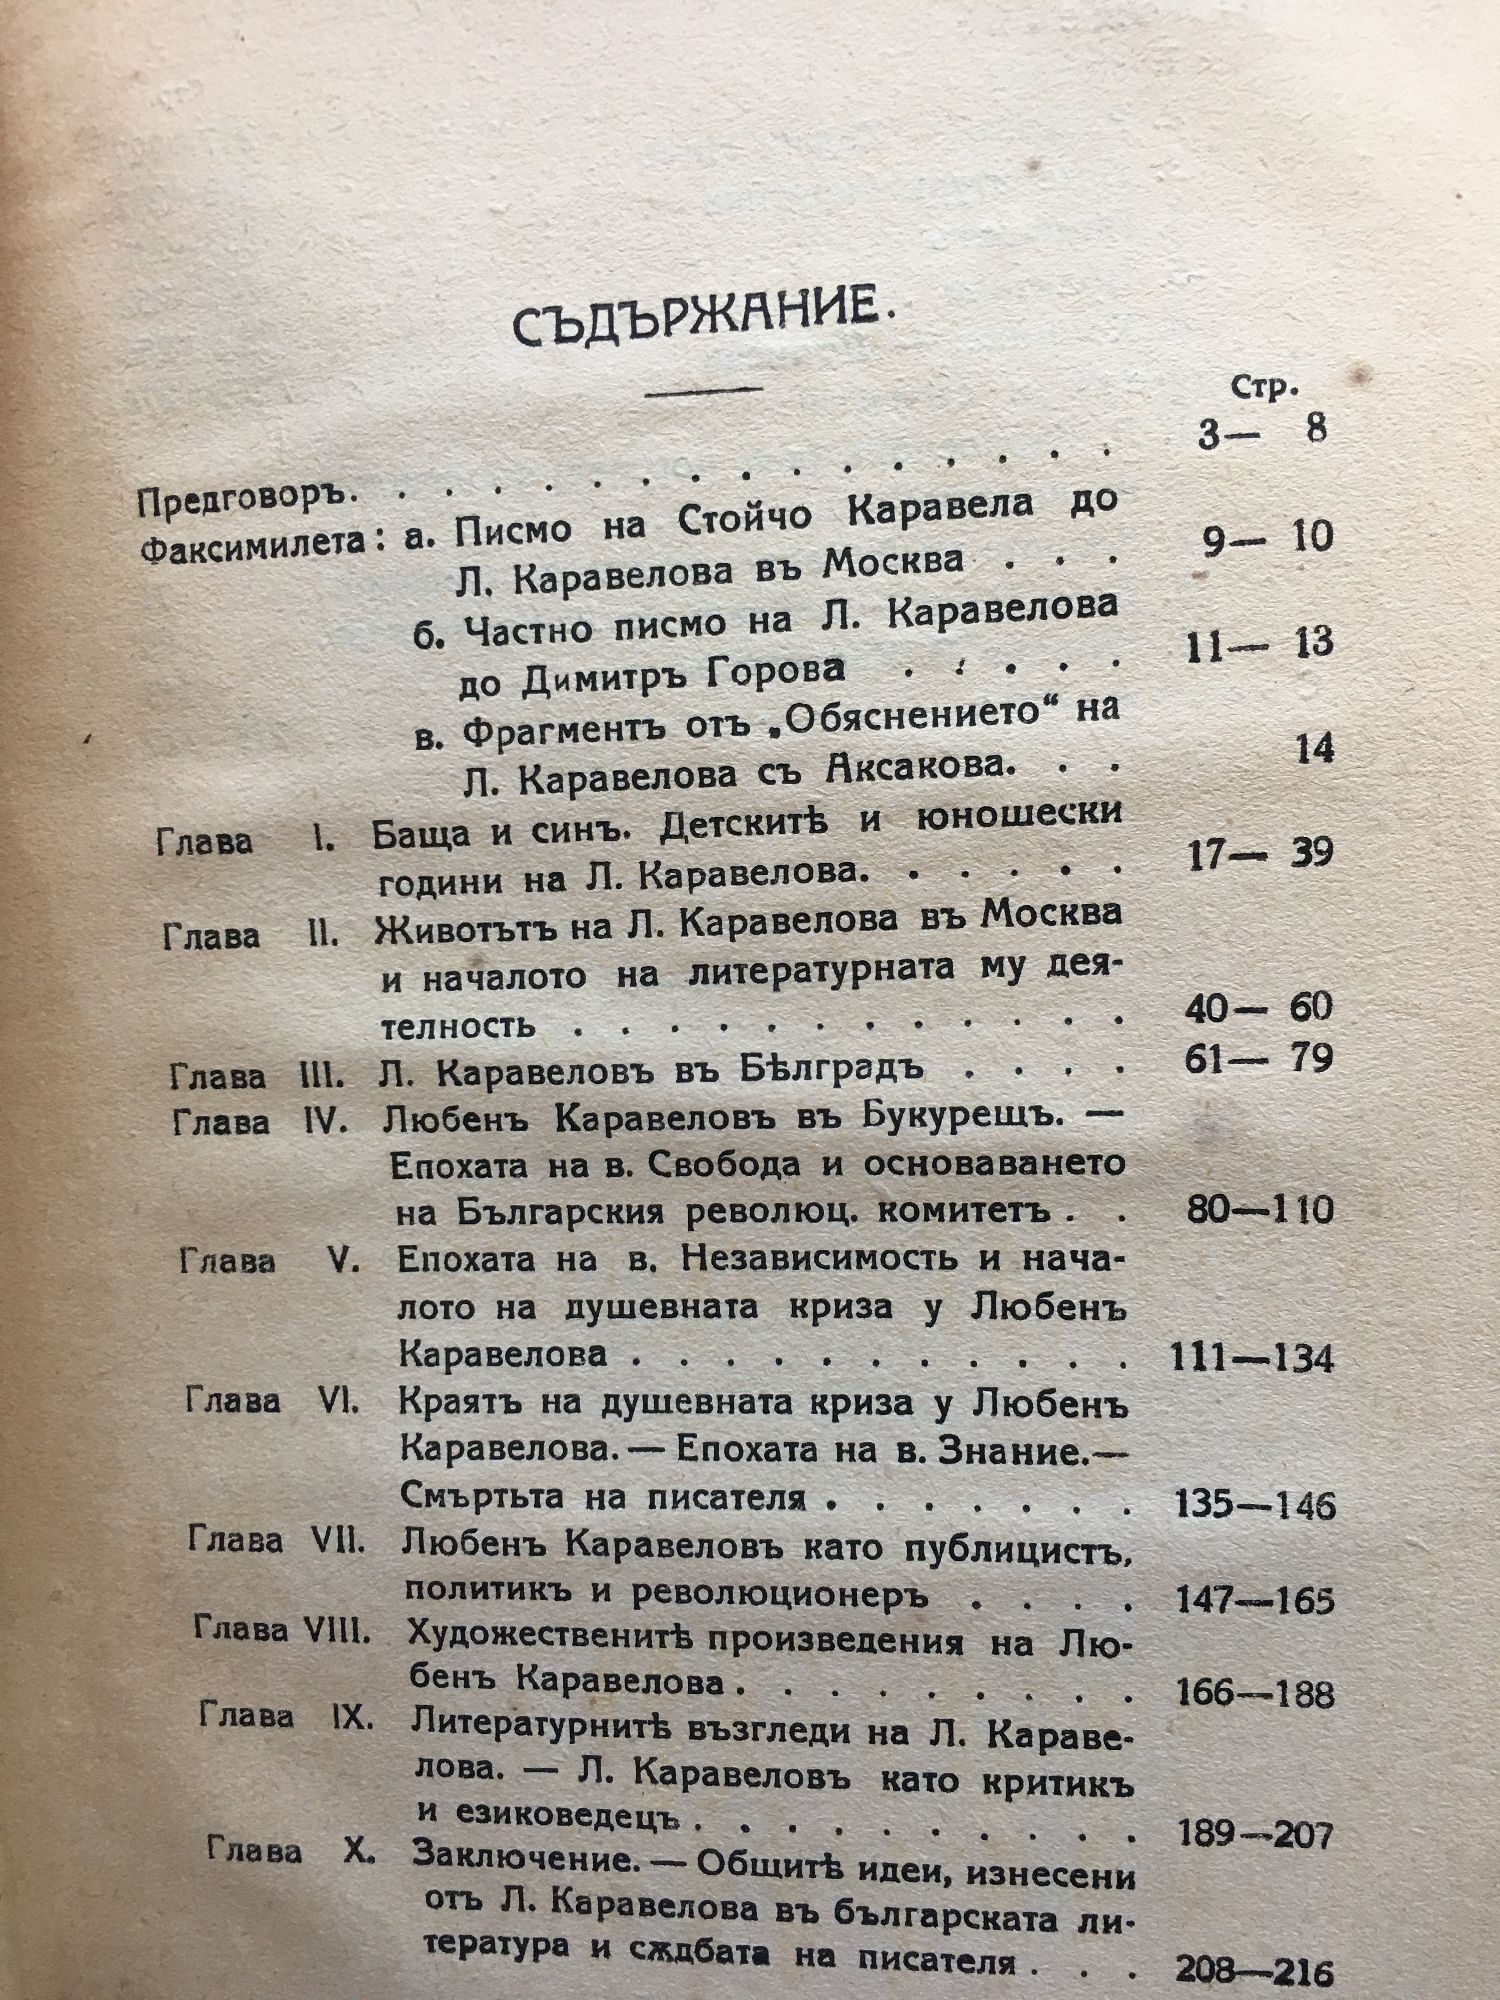 СЪДЪРЖАНИЕ.
Стр.
Предговоръ. . . . . . . . . . . . . . . . 3— 8
Факсимилета: а. Писмо на Стойчо Каравела до
Л. Каравелова въ Москва . . . 9— 10
б. Частно писмо на Л. Каравелова
до Димитръ Горова . . . . . 11— 13
в. Фрагментъ отъ „Обяснението“ на
Л. Каравелова съ Аксакова. . . 14
Глава I. Баща и синъ. Детскитѣ и юношески
години на Л. Каравелова. . . . . . 17— 39
Глава II. Животътъ на Л. Каравелова въ Москва
и началото на литературната му дея-
телность . . . . . . . . . . . . 40— 60
Глава III. Л. Каравеловъ въ Бѣлградъ . . . . 61— 79
Глава IV. Любенъ Каравеловъ въ Букурещъ. —
Епохата на в. Свобода и основаването
на Българския революц. комитетъ . . 80—110
Глава V. Епохата на в. Независимость и нача-
лото на душевната криза у Любенъ
Каравелова . . . . . . . . . . . 111—134
Глава VI. Краятъ на душевната криза у Любенъ
Каравелова. — Епохата на в. Знание.—
Смъртьта на писателя . . . . . . . 135—146
Глава VII. Любенъ Каравеловъ като публицистъ,
политикъ и революционеръ . . . . 147—165
Глава VIII. Художественитѣ произведения на Лю-
бенъ Каравелова . . . . . . . . . 166—188
Глава IX. Литературнитѣ възгледи на Л. Караве-
лова. — Л. Каравеловъ като критикъ
и езиковедецъ . . . . . . . . . . 189—207
Глава X. Заключение. — Общитѣ идеи, изнесени
отъ Л. Каравелова въ българската ли-
тература и сѫдбата на писателя . . . 208—216